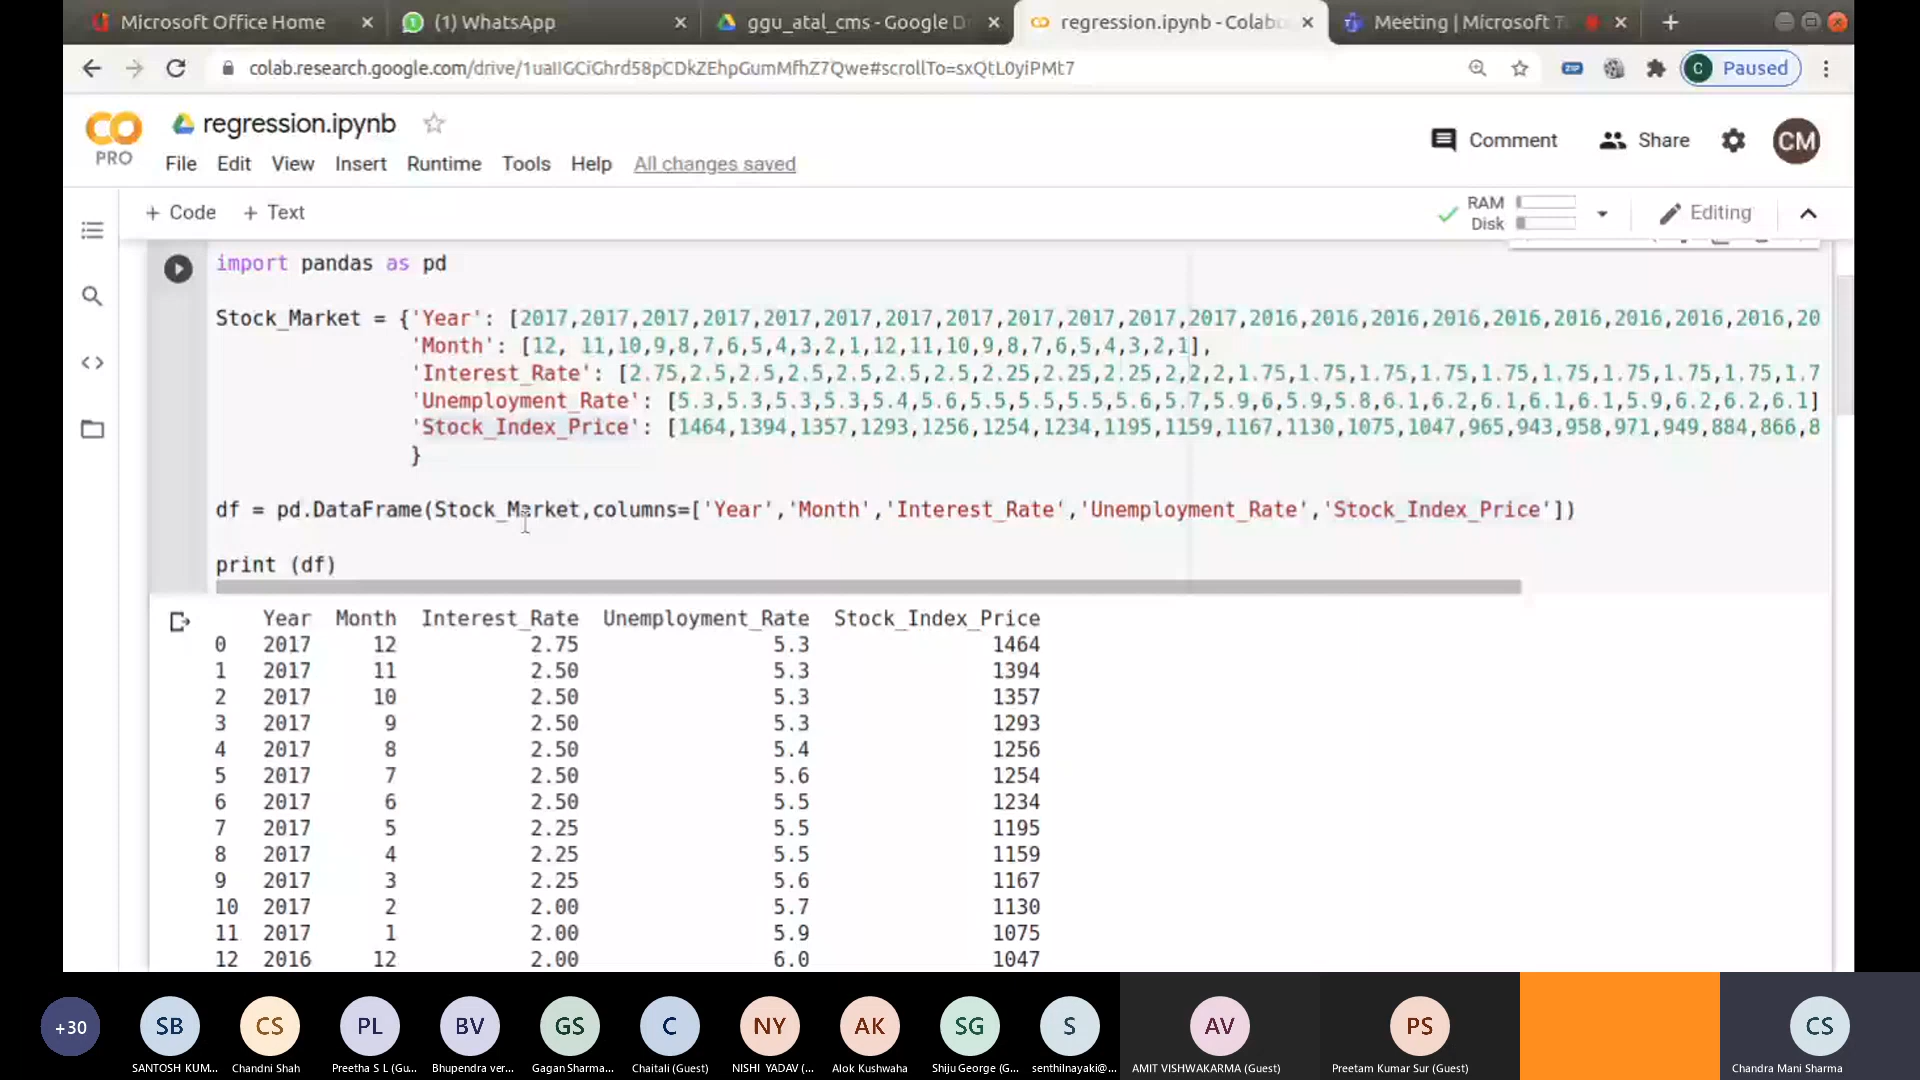 Microsoft Office Home
(1) WhatsApp
ggu_atal_cms - Google D
regression.ipynb - Colabo
Meeting | Microsoft T
colab.research.google.com/drive/1uaIIGCiGhrd58pCDkZEhpGumMfhZ7Qwe#scrollTo=sxQtL0yiPMt7
ZIP
C
Paused
CO
PRO
regression.ipynb
Comment
Share
CM
File Edit View Insert Runtime Tools Help All changes saved
+ Code + Text
RAM
Disk
Editing
import pandas as pd
Stock_Market = {'Year': [2017,2017,2017,2017,2017,2017,2017,2017,2017,2017,2017,2017,2016,2016,2016,2016,2016,2016,2016,2016,2016,20
'Month': [12, 11,10,9,8,7,6,5,4,3,2,1,12,11,10,9,8,7,6,5,4,3,2,1],
'Interest_Rate': [2.75,2.5,2.5,2.5,2.5,2.5,2.5,2.25,2.25,2.25,2,2,2,1.75,1.75,1.75,1.75,1.75,1.75,1.75,1.75,1.75,1.7
'Unemployment_Rate': [5.3,5.3,5.3,5.3,5.4,5.6,5.5,5.5,5.5,5.6,5.7,5.9,6,5.9,5.8,6.1,6.2,6.1,6.1,6.1,5.9,6.2,6.2,6.1]
'Stock_Index_Price': [1464,1394,1357,1293,1256,1254,1234,1195,1159,1167,1130,1075,1047,965,943,958,971,949,884,866,8
}
df = pd.DataFrame(Stock_Market,columns=['Year','Month','Interest_Rate','Unemployment_Rate','Stock_Index_Price'])
print (df)
Year Month Interest_Rate Unemployment_Rate Stock_Index_Price
0 2017 12 2.75 5.3 1464
1 2017 11 2.50 5.3 1394
2 2017 10 2.50 5.3 1357
3 2017 9 2.50 5.3 1293
4 2017 8 2.50 5.4 1256
5 2017 7 2.50 5.6 1254
6 2017 6 2.50 5.5 1234
7 2017 5 2.25 5.5 1195
8 2017 4 2.25 5.5 1159
9 2017 3 2.25 5.6 1167
10 2017 2 2.00 5.7 1130
11 2017 1 2.00 5.9 1075
12 2016 12 2.00 6.0 1047
+30 SB CS PL BV GS C NY AK SG S AV PS CS
SANTOSH KUM... Chandni Shah Preetha S L (Gu... Bhupendra ver... Gagan Sharma... Chaitali (Guest) NISHI YADAV (... Alok Kushwaha Shiju George (G... senthilnayaki@... AMIT VISHWAKARMA (Guest) Preetam Kumar Sur (Guest) Chandra Mani Sharma